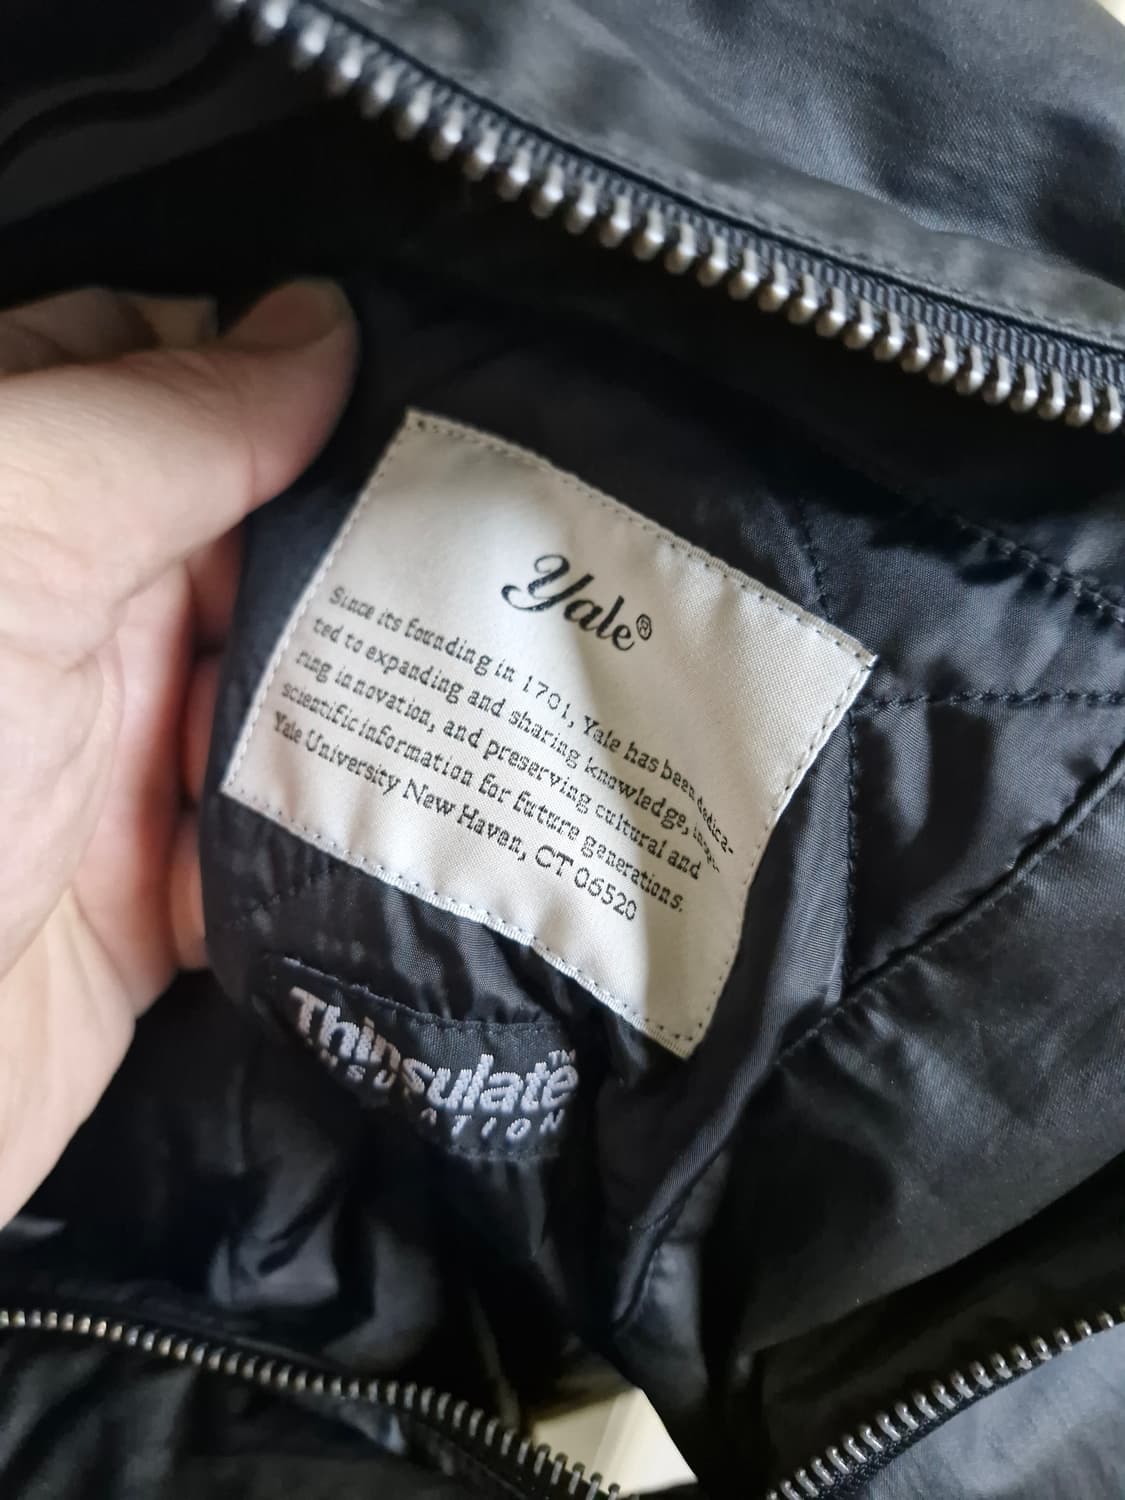 Yale®
Since its founding in 1701, Yale has been dedica-
ted to expanding and sharing knowledge, inspi-
ring innovation, and preserving cultural and
scientific information for future generations.
Yale University New Haven, CT 06520
Thinsulate™
INSULATION